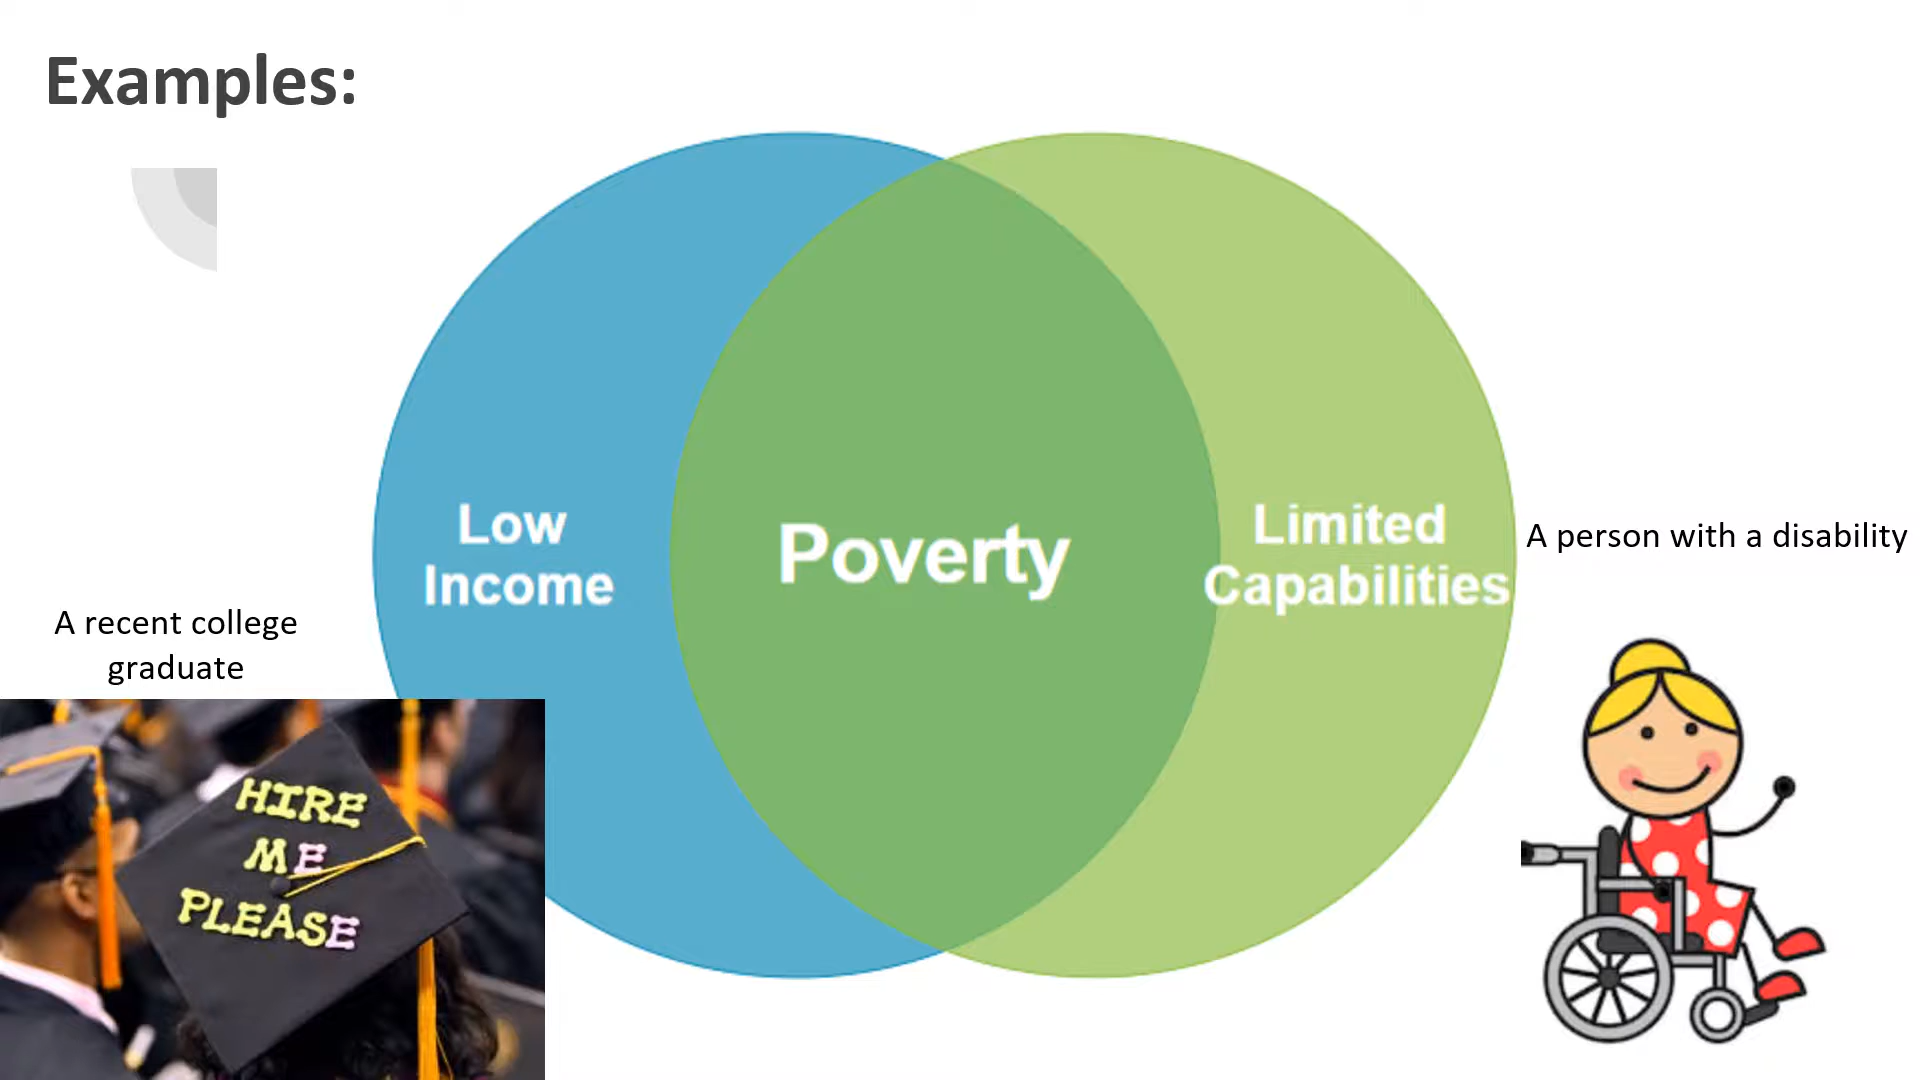 Examples:
Low
Income
Poverty
Limited
Capabilities
A person with a disability
A recent college
graduate
HIRE
ME
PLEASE